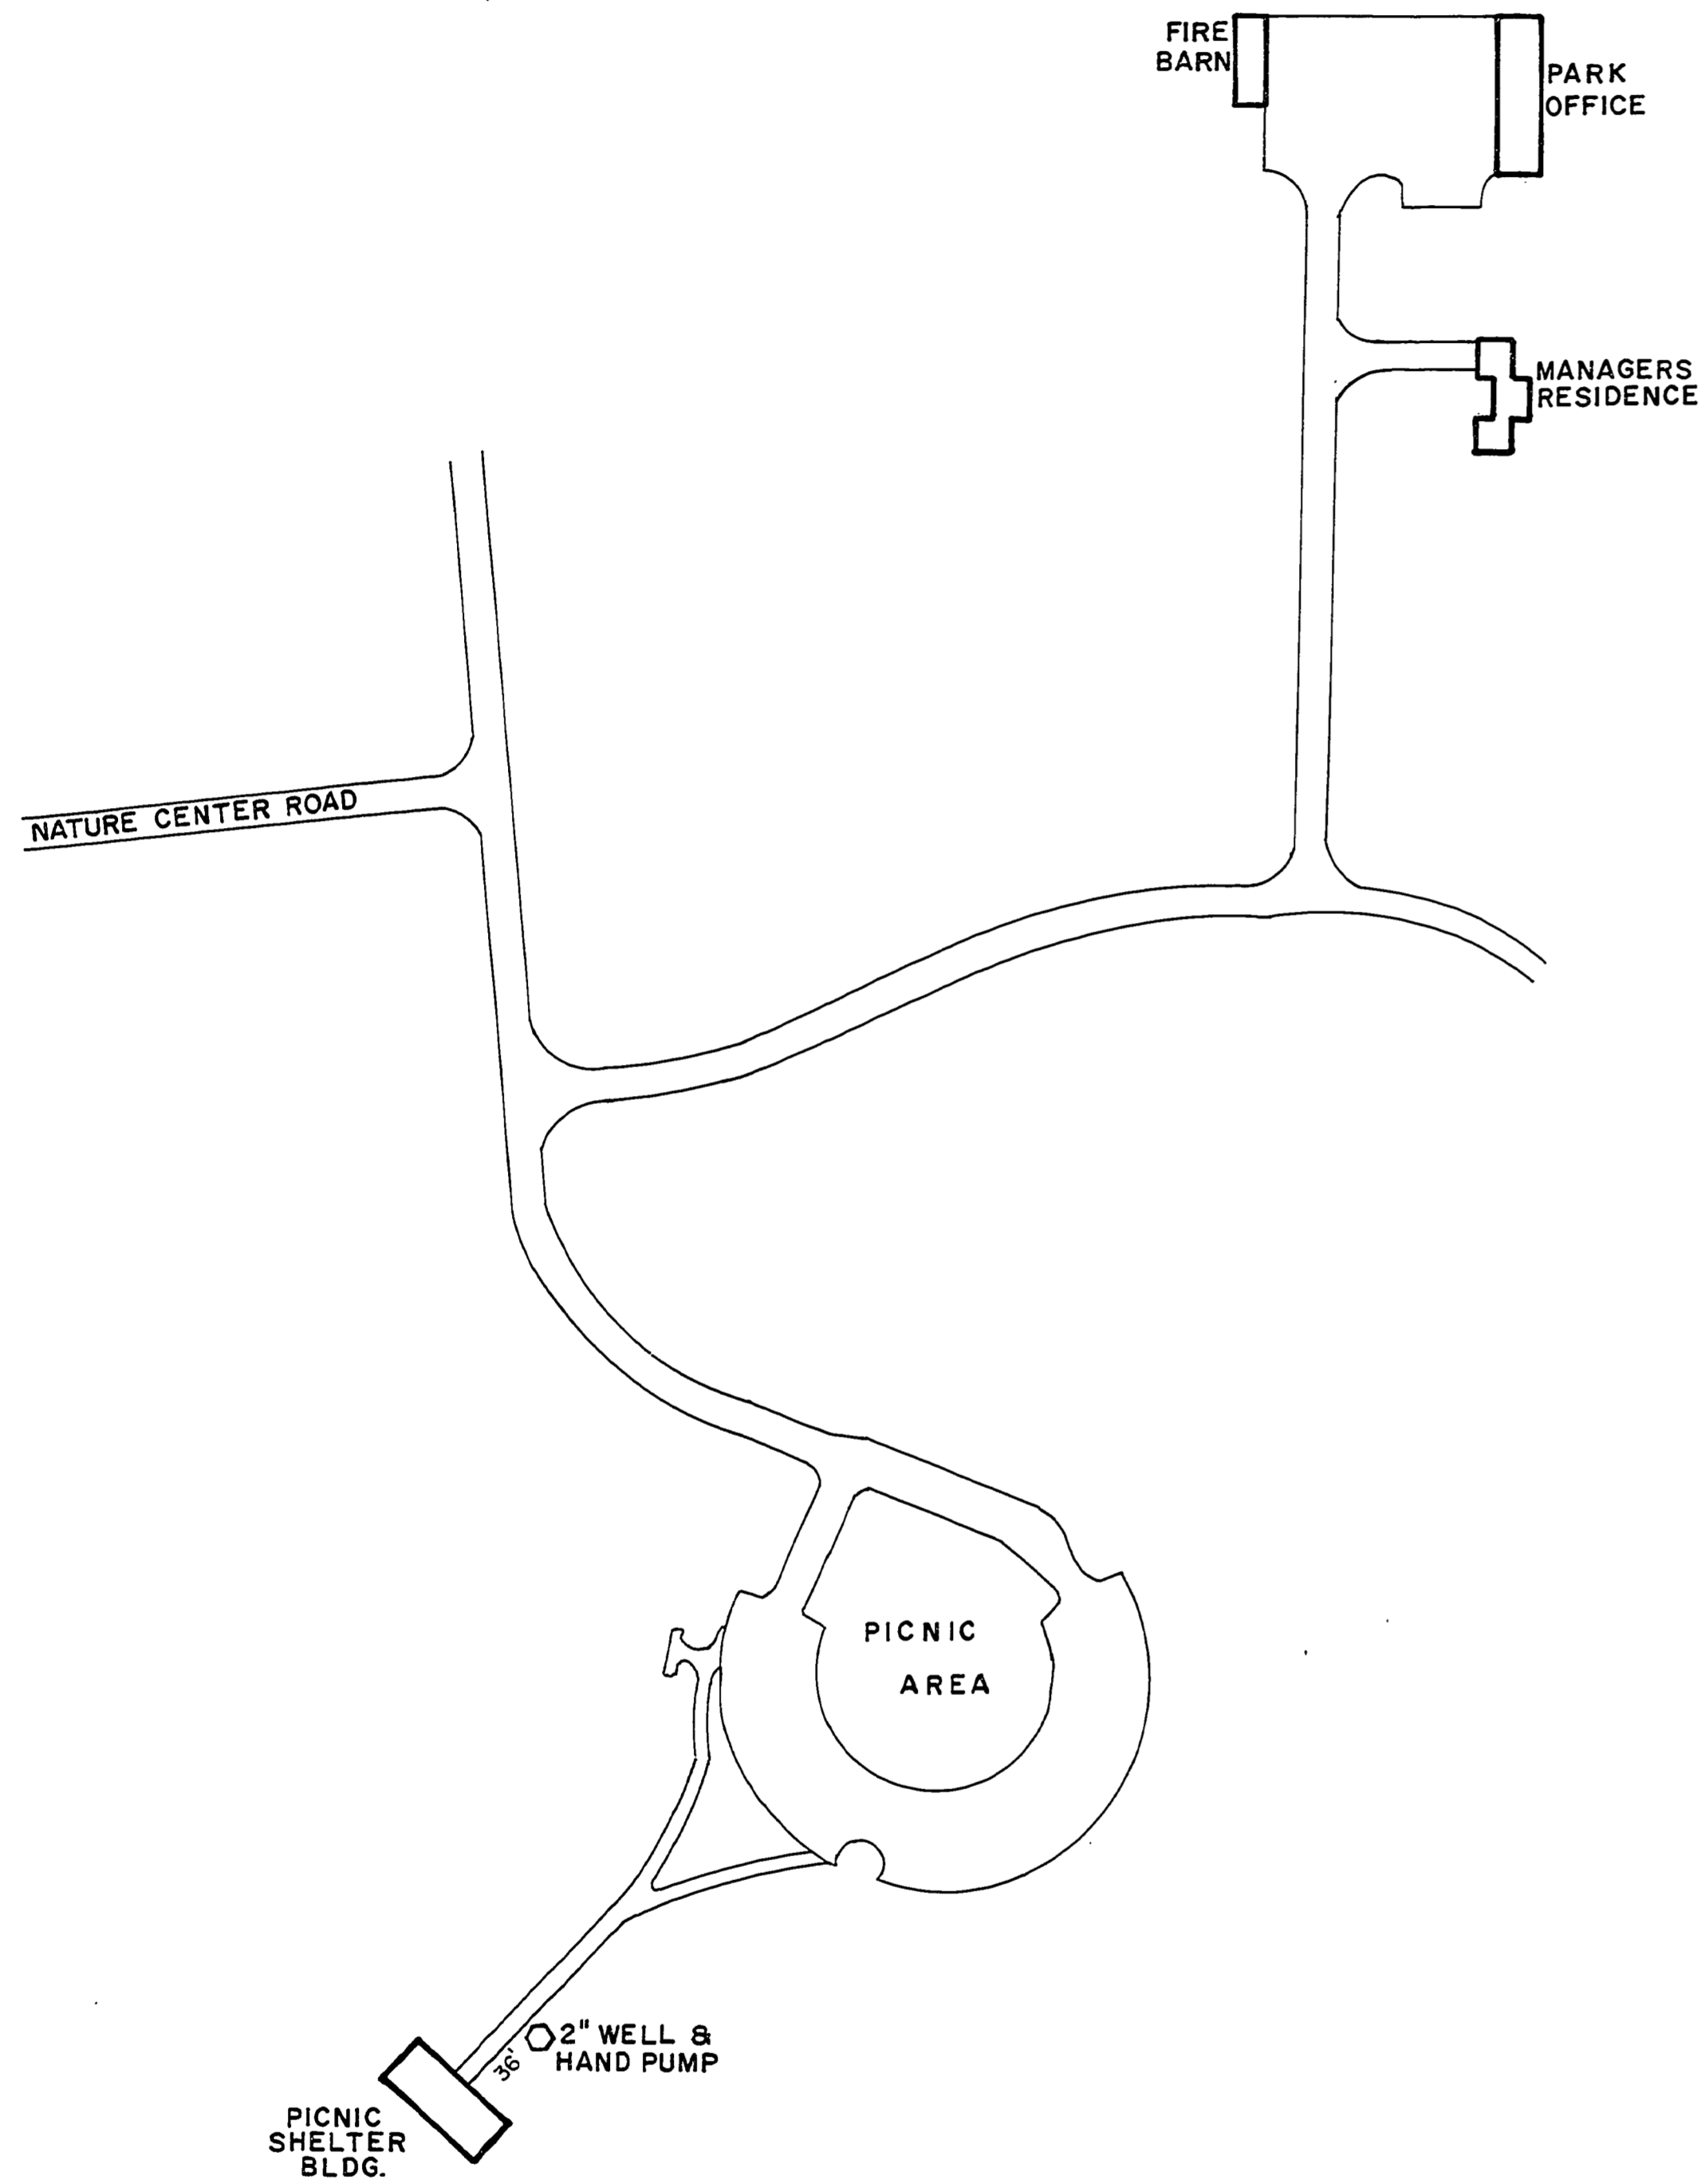 FIRE
BARN
PARK
OFFICE
MANAGERS
RESIDENCE
NATURE CENTER ROAD
PICNIC
AREA
2" WELL &
HAND PUMP
36'
PICNIC
SHELTER
BLDG.